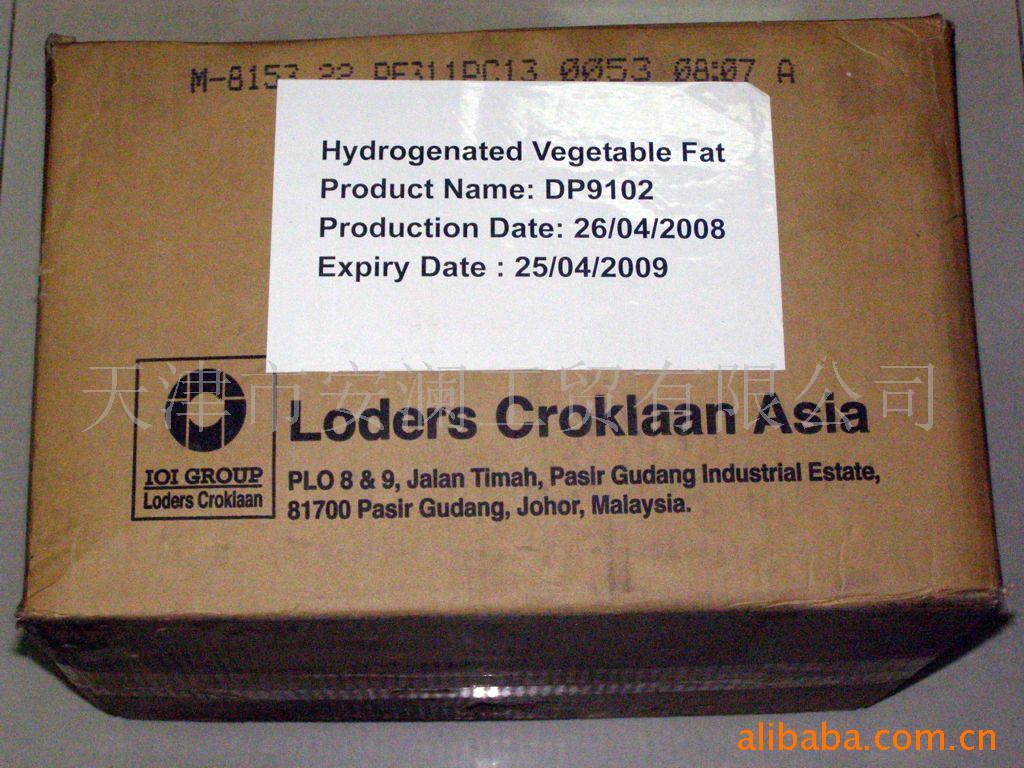 M-8153 22 PE311PC13 0053 08:07 A
Hydrogenated Vegetable Fat
Product Name: DP9102
Production Date: 26/04/2008
Expiry Date : 25/04/2009
天津市安澜工贸有限公司
IOI GROUP
Loders Croklaan
Loders Croklaan Asia
PLO 8 & 9, Jalan Timah, Pasir Gudang Industrial Estate,
81700 Pasir Gudang, Johor, Malaysia.
alibaba.com.cn